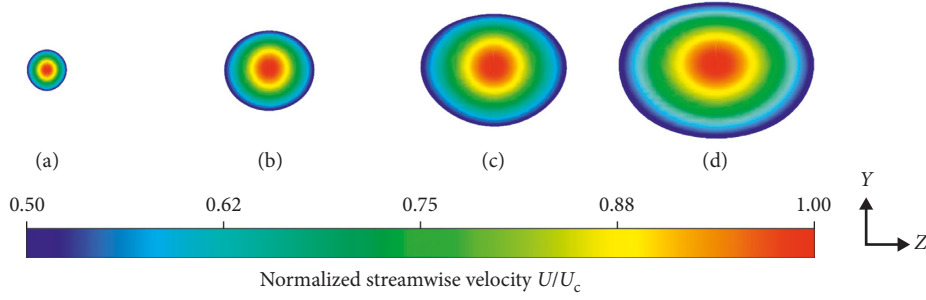 (a) (b) (c) (d)
0.50 0.62 0.75 0.88 1.00
Y
Z
Normalized streamwise velocity U/Uc